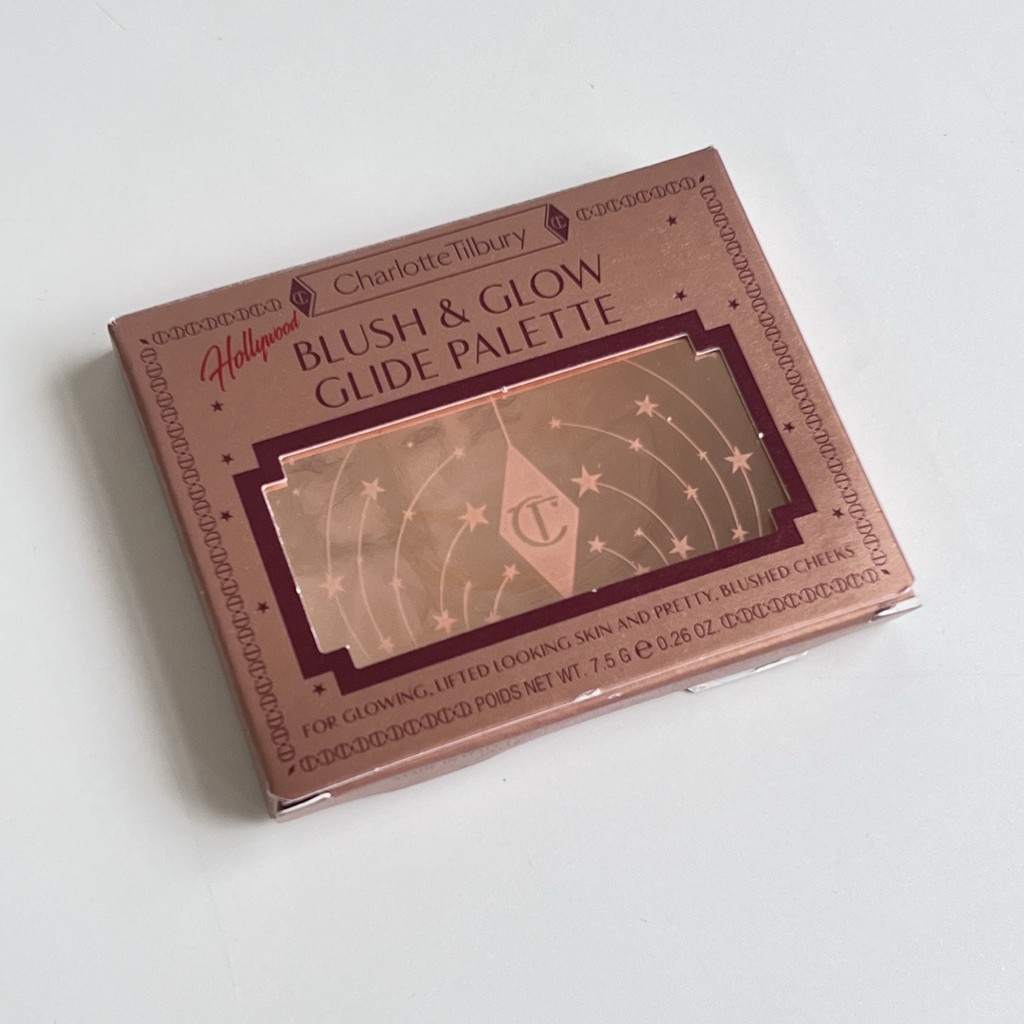 CharlotteTilbury
Hollywood
BLUSH & GLOW
GLIDE PALETTE
CT
FOR GLOWING, LIFTED LOOKING SKIN AND PRETTY, BLUSHED CHEEKS
POIDS NET WT. 7.5 G ℮ 0.26 OZ.